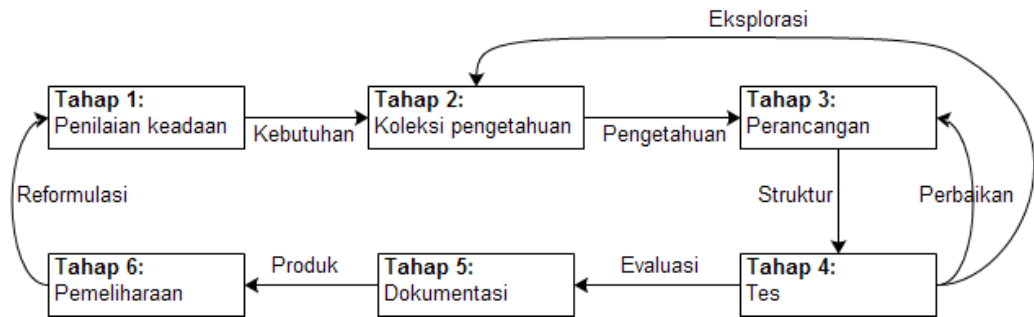 Eksplorasi
Tahap 1:
Penilaian keadaan
Kebutuhan
Tahap 2:
Koleksi pengetahuan
Pengetahuan
Tahap 3:
Perancangan
Reformulasi
Struktur
Perbaikan
Tahap 6:
Pemeliharaan
Produk
Tahap 5:
Dokumentasi
Evaluasi
Tahap 4:
Tes